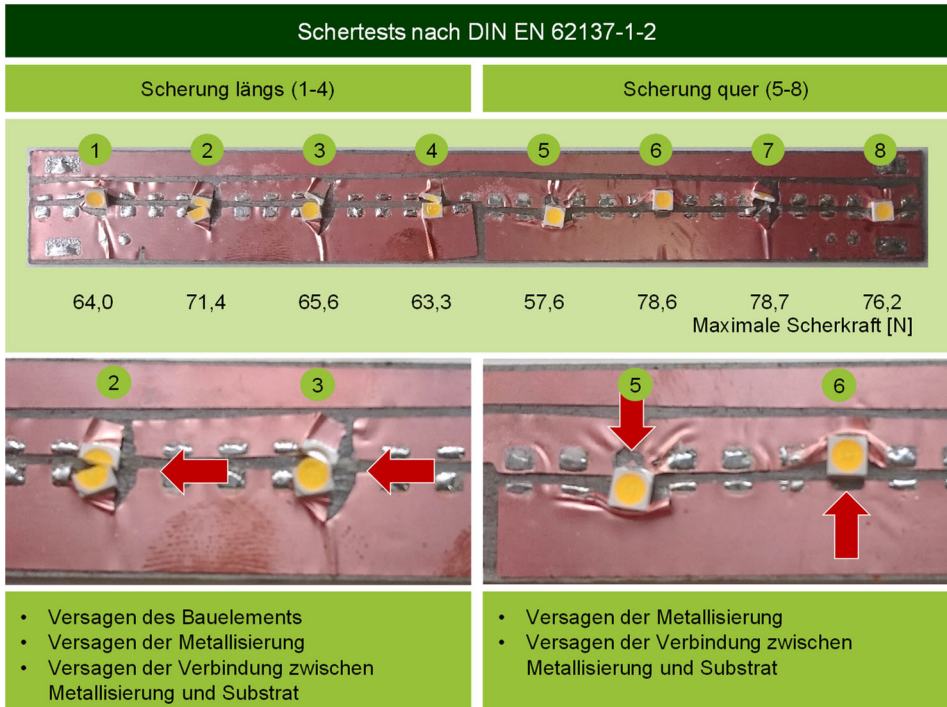 Schertests nach DIN EN 62137-1-2
Scherung längs (1-4)
Scherung quer (5-8)
1 2 3 4 5 6 7 8
64,0 71,4 65,6 63,3 57,6 78,6 78,7 76,2
Maximale Scherkraft [N]
2 3
5 6
• Versagen des Bauelements
• Versagen der Metallisierung
• Versagen der Verbindung zwischen
Metallisierung und Substrat
• Versagen der Metallisierung
• Versagen der Verbindung zwischen
Metallisierung und Substrat